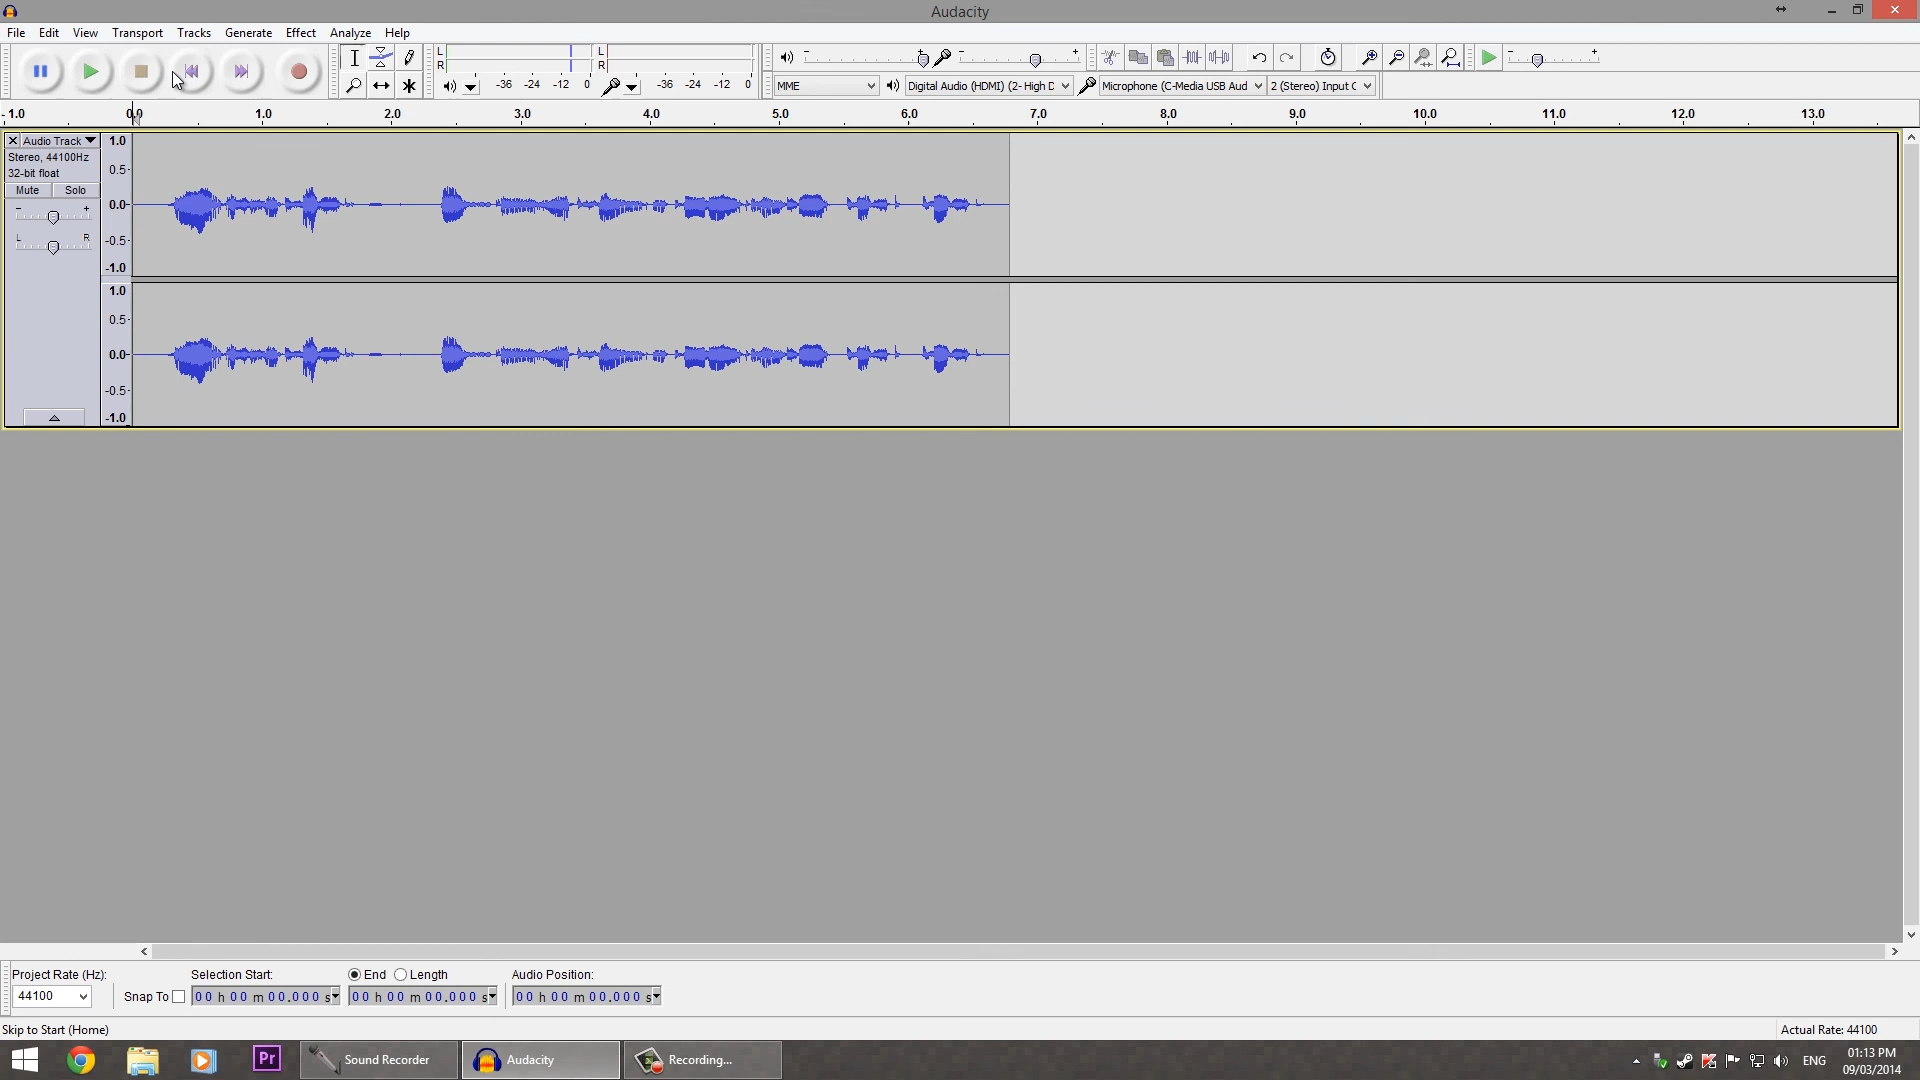 Audacity
File Edit View Transport Tracks Generate Effect Analyze Help
L
R
-36 -24 -12 0
L
R
-36 -24 -12 0
MME
Digital Audio (HDMI) (2- High D
Microphone (C-Media USB Aud
2 (Stereo) Input C
- 1.0 0.0 1.0 2.0 3.0 4.0 5.0 6.0 7.0 8.0 9.0 10.0 11.0 12.0 13.0
Audio Track
Stereo, 44100Hz
32-bit float
Mute Solo
- +
L R
1.0
0.5-
0.0-
-0.5-
-1.0
1.0
0.5-
0.0-
-0.5-
-1.0
Project Rate (Hz):
44100
Snap To
Selection Start:
00 h 00 m 00.000 s
End Length
00 h 00 m 00.000 s
Audio Position:
00 h 00 m 00.000 s
Skip to Start (Home)
Actual Rate: 44100
Pr
Sound Recorder
Audacity
Recording...
ENG
01:13 PM
09/03/2014